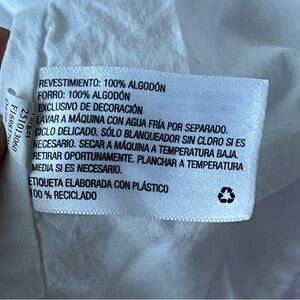 REVESTIMIENTO: 100% ALGODÓN
FORRO: 100% ALGODÓN
EXCLUSIVO DE DECORACIÓN
LAVAR A MÁQUINA CON AGUA FRÍA POR SEPARADO.
CICLO DELICADO. SÓLO BLANQUEADOR SIN CLORO SI ES
NECESARIO. SECAR A MÁQUINA A TEMPERATURA BAJA.
RETIRAR OPORTUNAMENTE. PLANCHAR A TEMPERATURA
MEDIA SI ES NECESARIO.
ETIQUETA ELABORADA CON PLÁSTICO
100 % RECICLADO